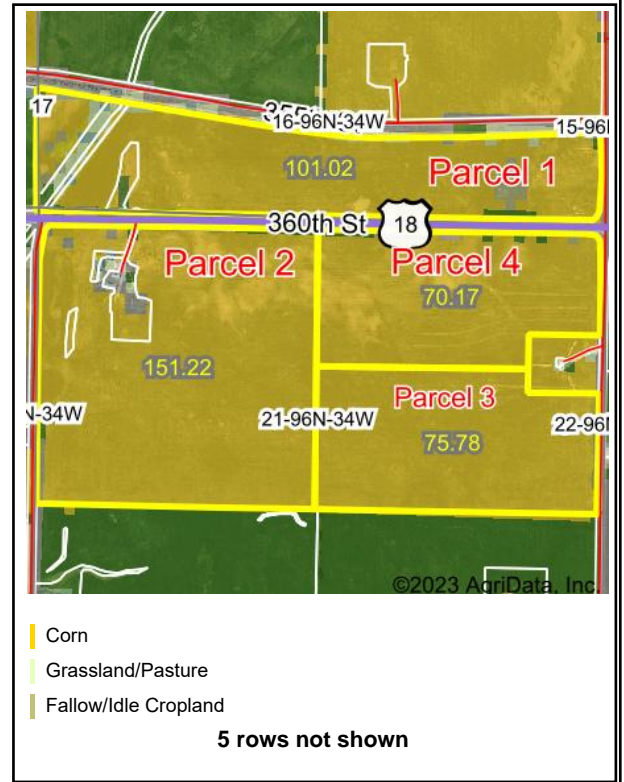 17
16-96N-34W
15-96
101.02
Parcel 1
360th St
18
Parcel 2
Parcel 4
70.17
151.22
Parcel 3
N-34W
21-96N-34W
22-96
75.78
©2023 AgriData, Inc.
Corn
Grassland/Pasture
Fallow/Idle Cropland
5 rows not shown